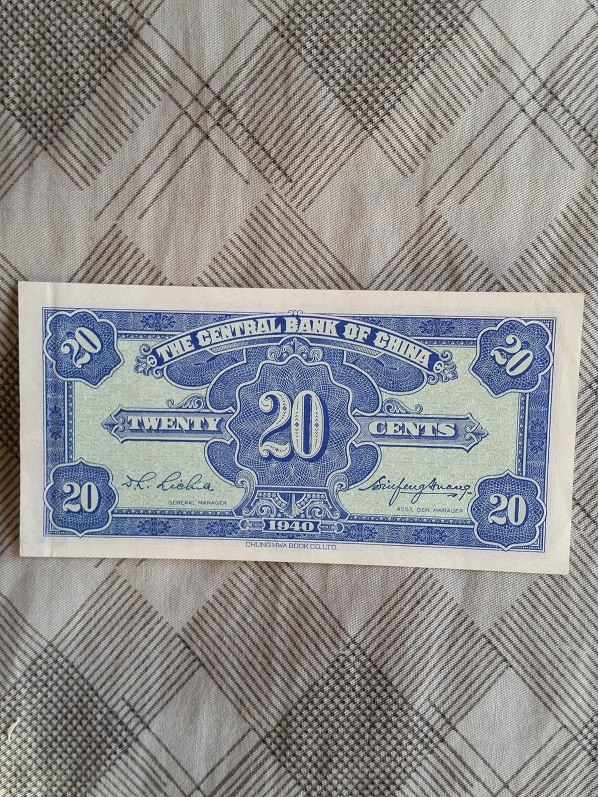 20 THE CENTRAL BANK OF CHINA 20
TWENTY 20 CENTS
GENERAL MANAGER
ASST. GEN. MANAGER
20 1940 20
CHUNG HWA BOOK CO., LTD.